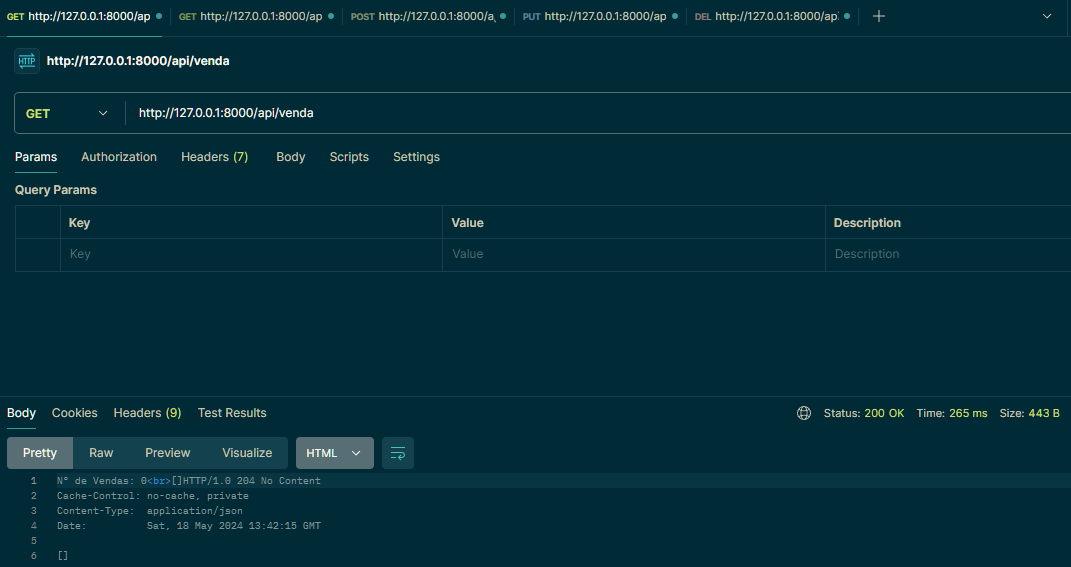 GET http://127.0.0.1:8000/ap GET http://127.0.0.1:8000/ap POST http://127.0.0.1:8000/a PUT http://127.0.0.1:8000/ap DEL http://127.0.0.1:8000/ap
HTTP http://127.0.0.1:8000/api/venda
GET http://127.0.0.1:8000/api/venda
Params Authorization Headers (7) Body Scripts Settings
Query Params
Key Value Description
Key Value Description
Body Cookies Headers (9) Test Results Status: 200 OK Time: 265 ms Size: 443 B
Pretty Raw Preview Visualize HTML
1 Nº de Vendas: 0<br>[]HTTP/1.0 204 No Content
2 Cache-Control: no-cache, private
3 Content-Type:  application/json
4 Date:          Sat, 18 May 2024 13:42:15 GMT
5
6 []